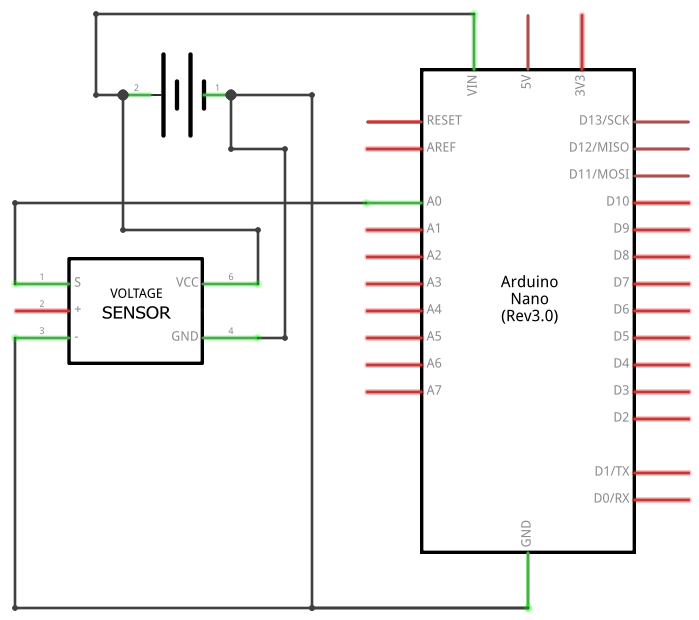 VIN
5V
3V3
2
1
RESET
AREF
A0
A1
A2
A3
A4
A5
A6
A7
D13/SCK
D12/MISO
D11/MOSI
D10
D9
D8
D7
D6
D5
D4
D3
D2
D1/TX
D0/RX
GND
Arduino
Nano
(Rev3.0)
1
S
2
+
3
-
VOLTAGE
SENSOR
VCC
6
GND
4